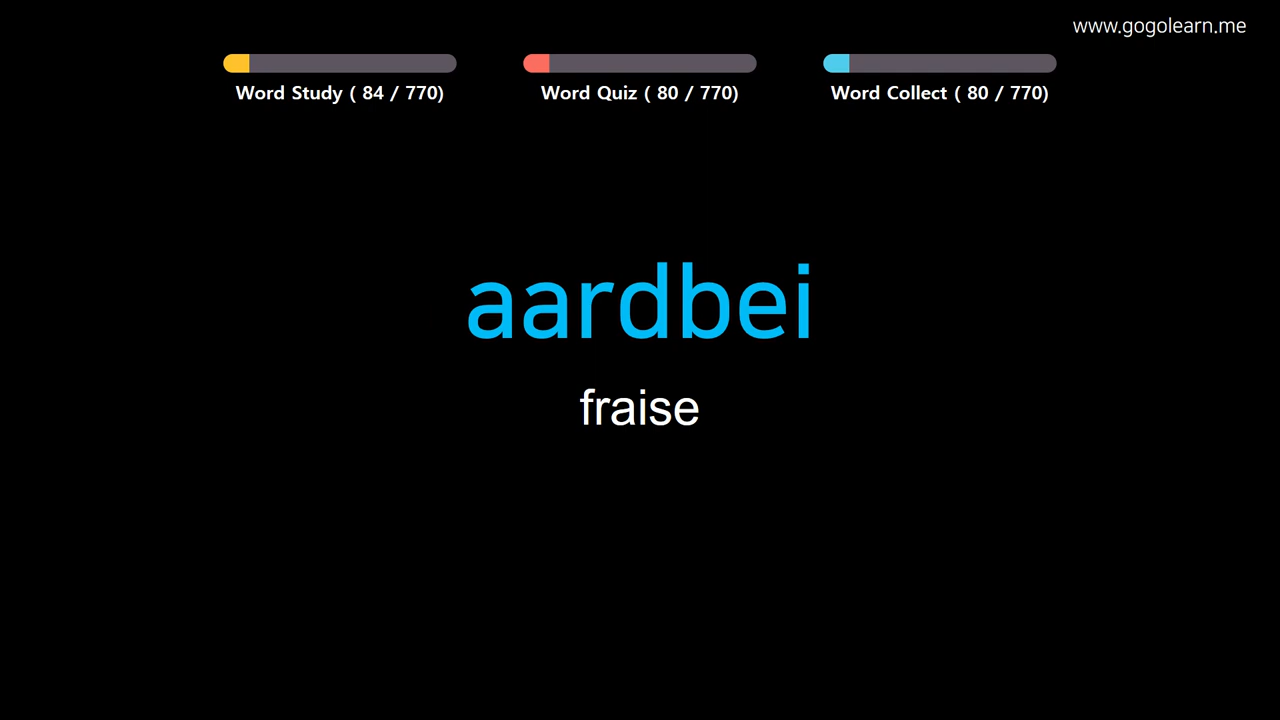 www.gogolearn.me
Word Study ( 84 / 770)
Word Quiz ( 80 / 770)
Word Collect ( 80 / 770)
aardbei
fraise